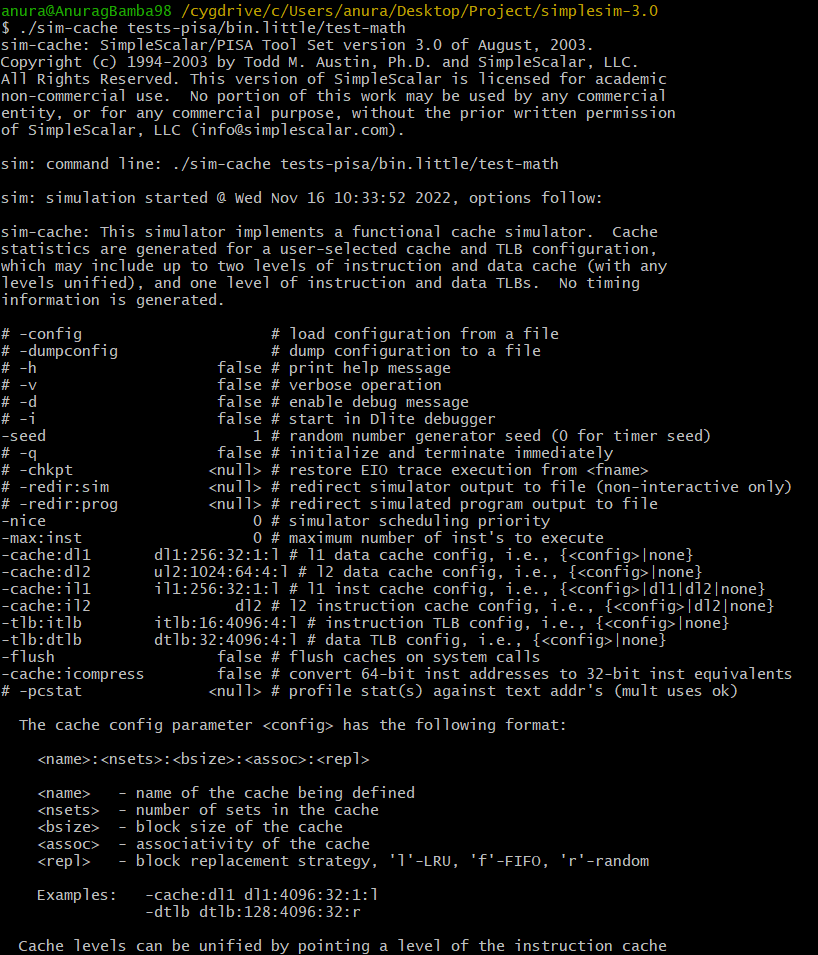 anura@AnuragBamba98 /cygdrive/c/Users/anura/Desktop/Project/simplesim-3.0
$ ./sim-cache tests-pisa/bin.little/test-math
sim-cache: SimpleScalar/PISA Tool Set version 3.0 of August, 2003.
Copyright (c) 1994-2003 by Todd M. Austin, Ph.D. and SimpleScalar, LLC.
All Rights Reserved. This version of SimpleScalar is licensed for academic
non-commercial use.  No portion of this work may be used by any commercial
entity, or for any commercial purpose, without the prior written permission
of SimpleScalar, LLC (info@simplescalar.com).

sim: command line: ./sim-cache tests-pisa/bin.little/test-math

sim: simulation started @ Wed Nov 16 10:33:52 2022, options follow:

sim-cache: This simulator implements a functional cache simulator.  Cache
statistics are generated for a user-selected cache and TLB configuration,
which may include up to two levels of instruction and data cache (with any
levels unified), and one level of instruction and data TLBs.  No timing
information is generated.

# -config                     # load configuration from a file
# -dumpconfig                 # dump configuration to a file
# -h                    false # print help message
# -v                    false # verbose operation
# -d                    false # enable debug message
# -i                    false # start in Dlite debugger
-seed                       1 # random number generator seed (0 for timer seed)
# -q                    false # initialize and terminate immediately
# -chkpt               <null> # restore EIO trace execution from <fname>
# -redir:sim           <null> # redirect simulator output to file (non-interactive only)
# -redir:prog          <null> # redirect simulated program output to file
-nice                       0 # simulator scheduling priority
-max:inst                   0 # maximum number of inst's to execute
-cache:dl1       dl1:256:32:1:l # l1 data cache config, i.e., {<config>|none}
-cache:dl2       ul2:1024:64:4:l # l2 data cache config, i.e., {<config>|none}
-cache:il1       il1:256:32:1:l # l1 inst cache config, i.e., {<config>|dl1|dl2|none}
-cache:il2                dl2 # l2 instruction cache config, i.e., {<config>|dl2|none}
-tlb:itlb        itlb:16:4096:4:l # instruction TLB config, i.e., {<config>|none}
-tlb:dtlb        dtlb:32:4096:4:l # data TLB config, i.e., {<config>|none}
-flush                  false # flush caches on system calls
-cache:icompress        false # convert 64-bit inst addresses to 32-bit inst equivalents
# -pcstat              <null> # profile stat(s) against text addr's (mult uses ok)

  The cache config parameter <config> has the following format:

    <name>:<nsets>:<bsize>:<assoc>:<repl>

    <name>   - name of the cache being defined
    <nsets>  - number of sets in the cache
    <bsize>  - block size of the cache
    <assoc>  - associativity of the cache
    <repl>   - block replacement strategy, 'l'-LRU, 'f'-FIFO, 'r'-random

    Examples:   -cache:dl1 dl1:4096:32:1:l
                -dtlb dtlb:128:4096:32:r

  Cache levels can be unified by pointing a level of the instruction cache